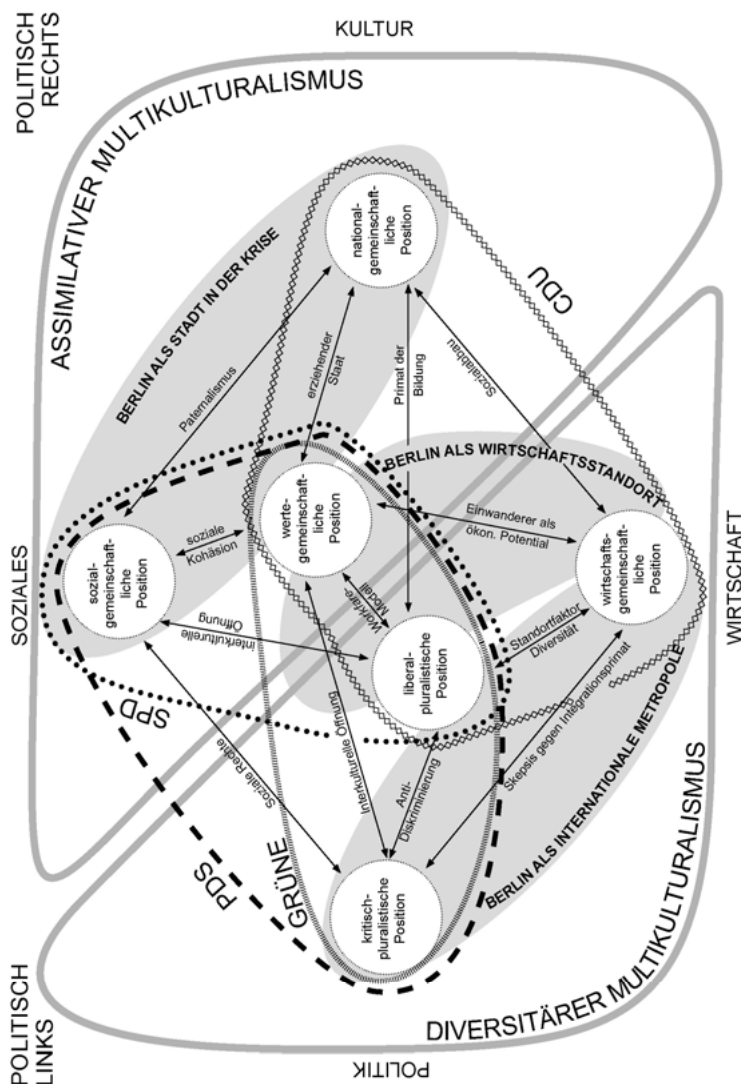 POLITISCH
RECHTS
KULTUR
ASSIMILATIVER MULTIKULTURALISMUS
national-
gemeinschaft-
liche
Position
BERLIN ALS STADT IN DER KRISE
Paternalismus
erziehender
Staat
Primat der
Bildung
Sozialabbau
CDU
BERLIN ALS WIRTSCHAFTSSTANDORT
SOZIALES
sozial-
gemeinschaft-
liche
Position
soziale
Kohäsion
werte-
gemeinschaft-
liche
Position
Einwanderer als
ökon. Potential
wirtschafts-
gemeinschaft-
liche
Position
WIRTSCHAFT
interkulturelle
Öffnung
Workfare-
Modell
liberal-
pluralistische
Position
Standortfaktor
Diversität
SPD
Soziale Rechte
Interkulturelle Öffnung
Anti-
Diskriminierung
Skepsis gegen Integrationsprimat
BERLIN ALS INTERNATIONALE METROPOLE
PDS
GRÜNE
kritisch-
pluralistische
Position
DIVERSITÄRER MULTIKULTURALISMUS
POLITISCH
LINKS
POLITIK